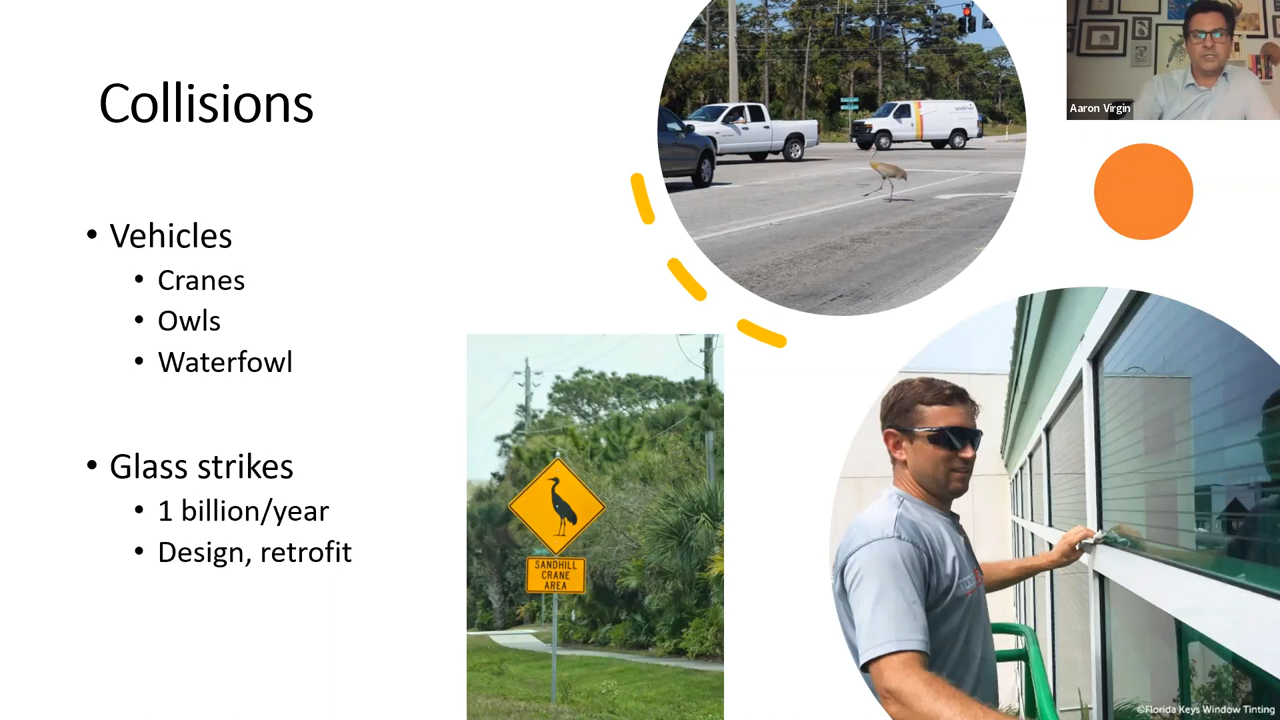 Collisions
• Vehicles
• Cranes
• Owls
• Waterfowl
• Glass strikes
• 1 billion/year
• Design, retrofit
SANDHILL
CRANE
AREA
Aaron Virgin
©Florida Keys Window Tinting